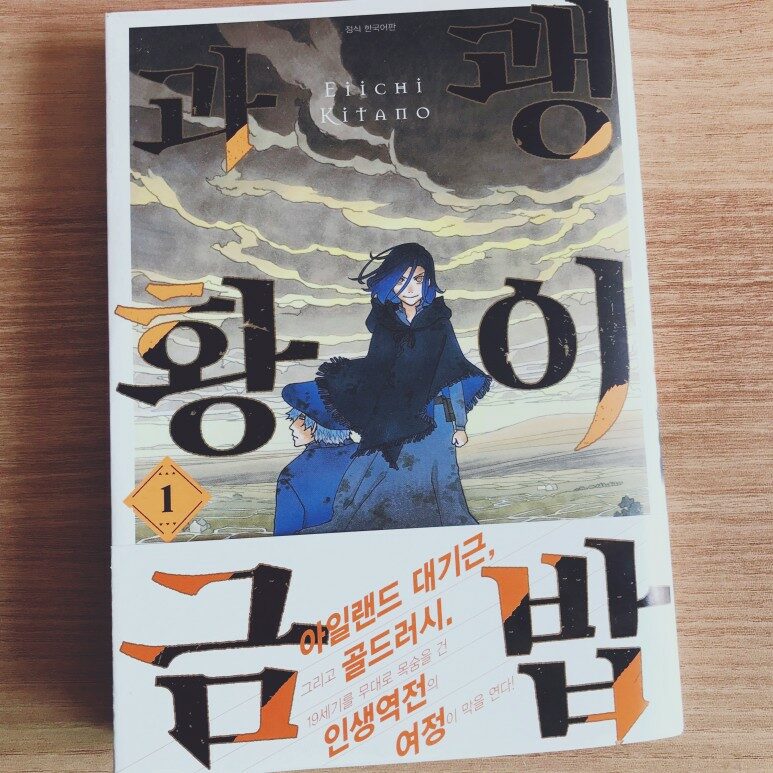 정식 한국어판
괭이밥
과황금
EIICHI
KITANO
1
아일랜드 대기근,
그리고 골드러시.
19세기를 무대로 목숨을 건
인생역전의
여정이 막을 연다!